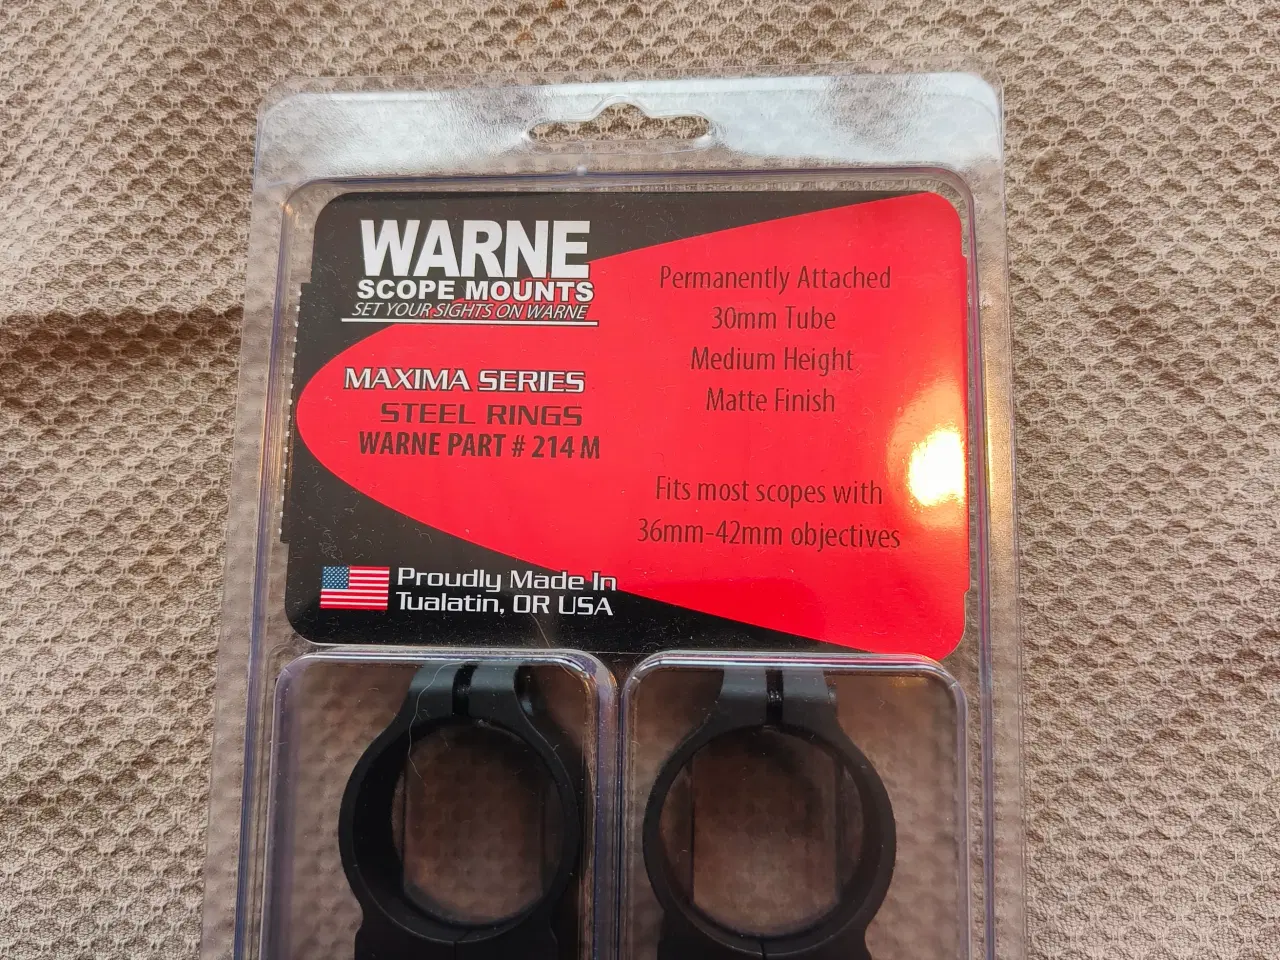 WARNE
SCOPE MOUNTS
SET YOUR SIGHTS ON WARNE
MAXIMA SERIES
STEEL RINGS
WARNE PART # 214 M
Permanently Attached
30mm Tube
Medium Height
Matte Finish
Fits most scopes with
36mm-42mm objectives
Proudly Made In
Tualatin, OR USA